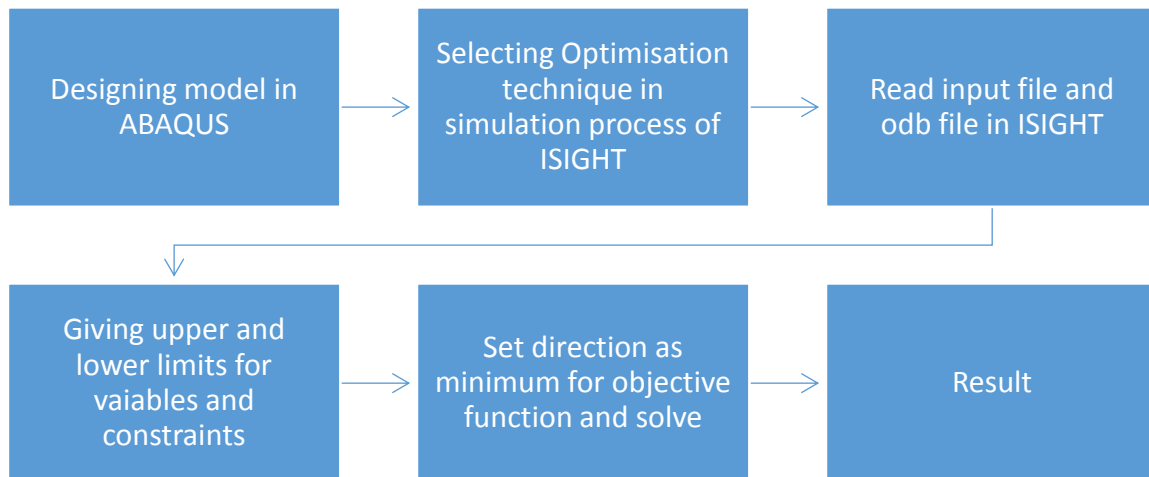 Designing model in
ABAQUS
Selecting Optimisation
technique in
simulation process of
ISIGHT
Read input file and
odb file in ISIGHT
Giving upper and
lower limits for
vaiables and
constraints
Set direction as
minimum for objective
function and solve
Result